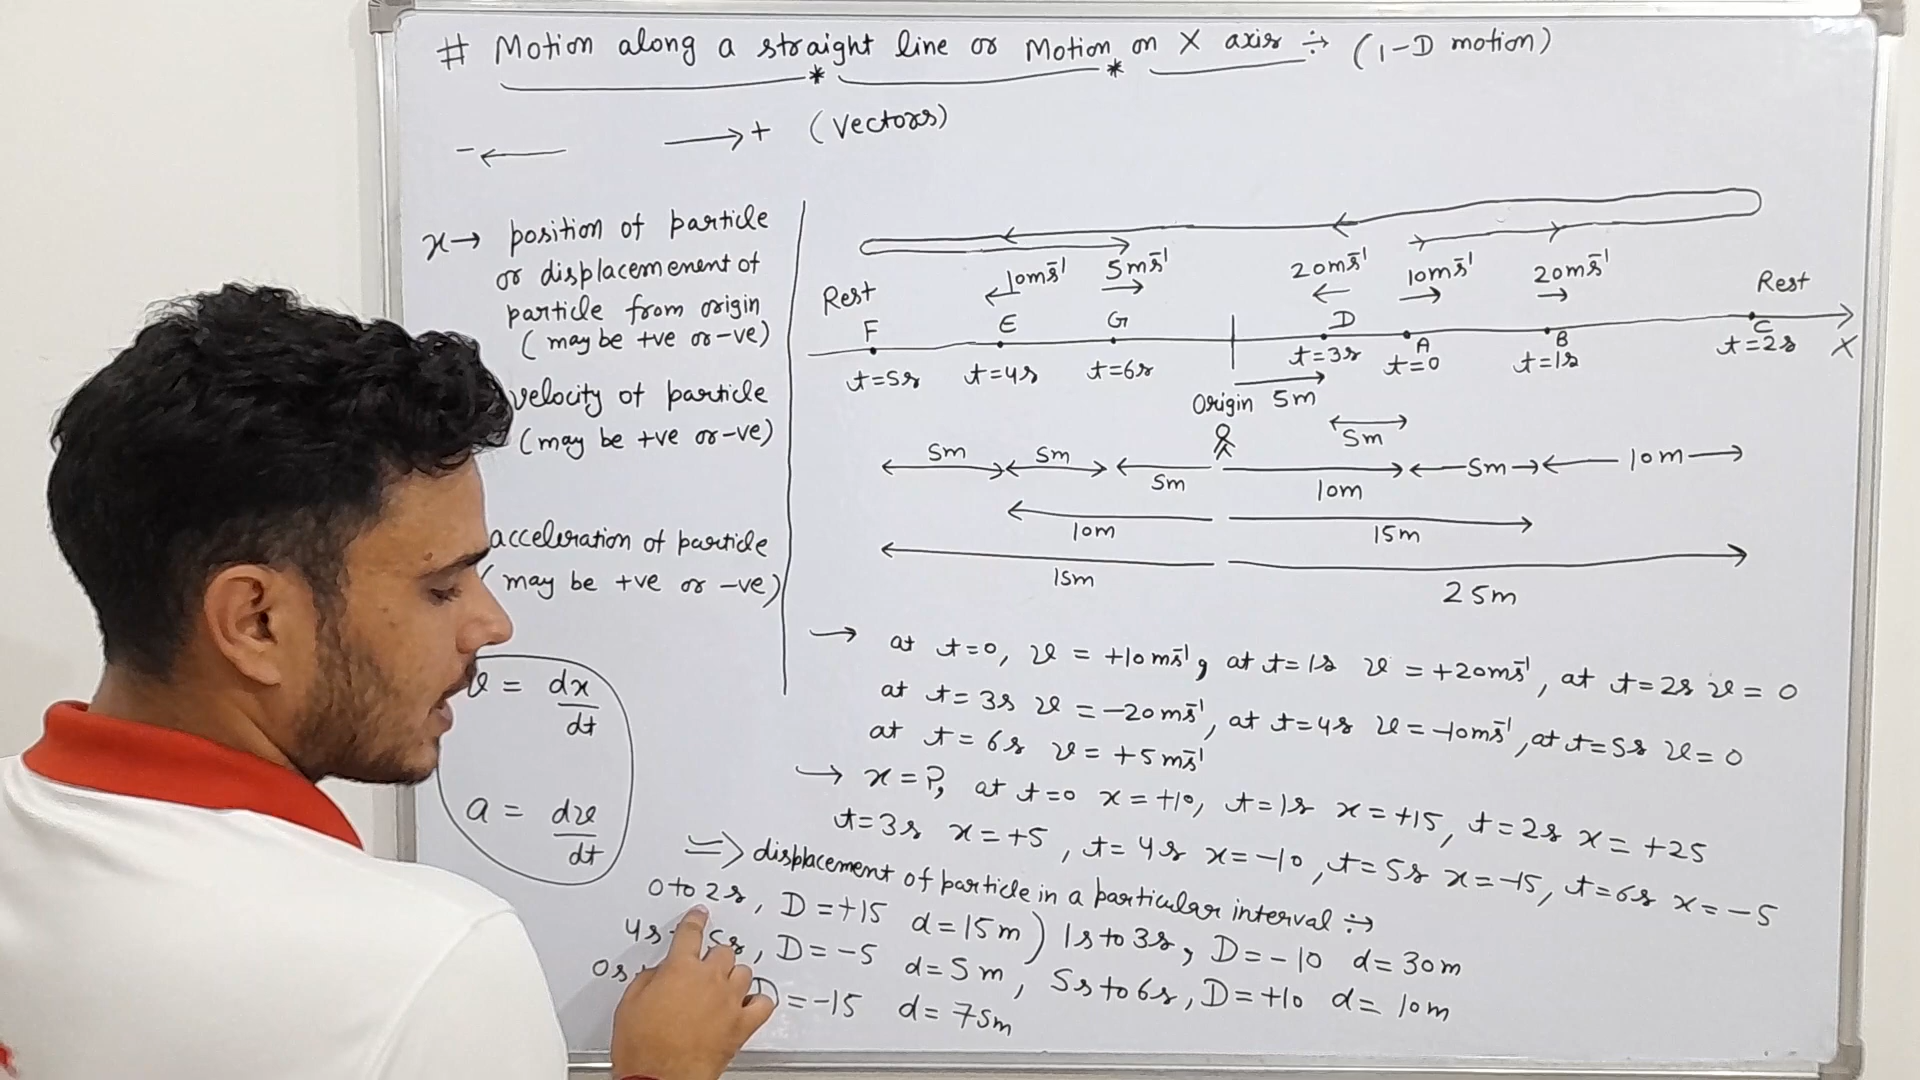 # Motion along a straight line or Motion on X axis ÷ (1-D motion)
- ← → + (Vectors)
x → position of particle
or displacemenent of
particle from origin
( may be +ve or -ve)
velocity of particle
(may be +ve or -ve)
acceleration of particle
( may be +ve or -ve)
v = dx/dt
a = dv/dt
10ms⁻¹ 5ms⁻¹ 20ms⁻¹ 10ms⁻¹ 20ms⁻¹
Rest ← → ← → → Rest
F E G D A B C
t=5s t=4s t=6s t=3s t=0 t=1s t=2s X
Origin 5m
5m
5m 5m 5m 10m 5m 10m
10m 15m
15m 25m
→ at t=0, v = +10ms⁻¹, at t=1s v = +20ms⁻¹, at t=2s v = 0
at t=3s v = -20ms⁻¹, at t=4s v = -10ms⁻¹, at t=5s v = 0
at t=6s v = +5ms⁻¹
→ x=?, at t=0 x=+10, t=1s x=+15, t=2s x=+25
t=3s x=+5, t=4s x=-10, t=5s x=-15, t=6s x=-5
=> displacement of particle in a particular interval ÷
0 to 2s, D=+15 d=15m) 1s to 3s, D=-10 d=30m
4s 5s, D=-5 d=5m, 5s to 6s, D=+10 d=10m
0s D=-15 d=75m